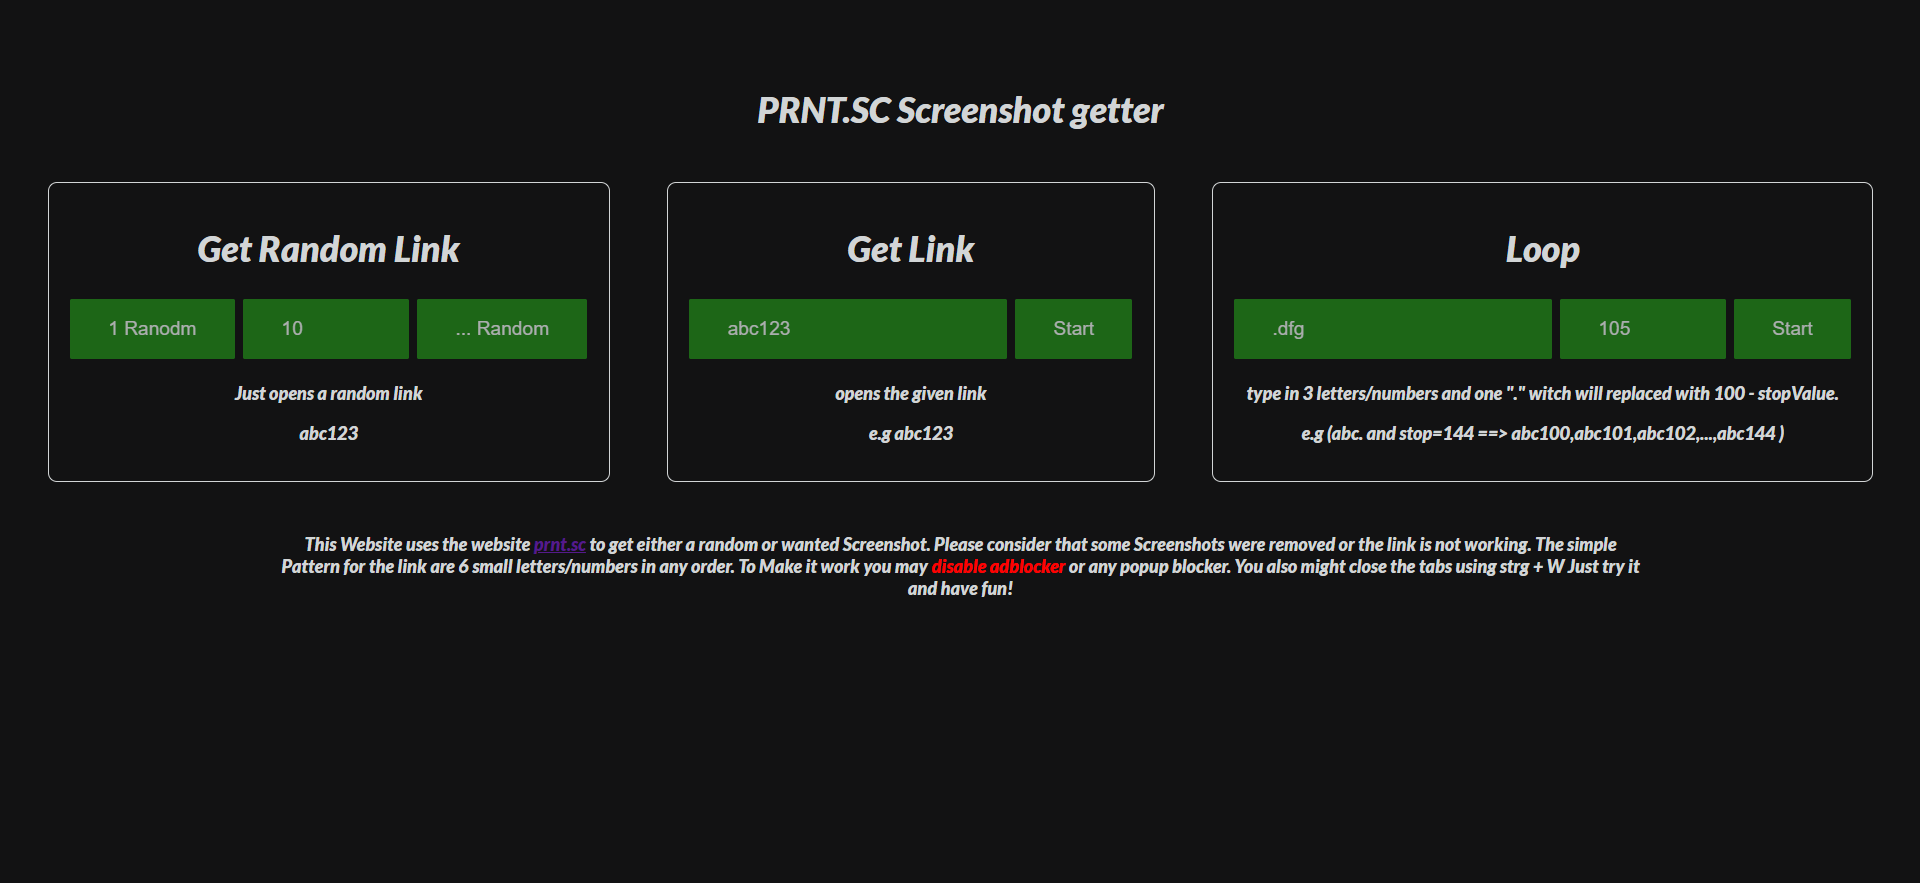 PRNT.SC Screenshot getter
Get Random Link
1 Ranodm
10
... Random
Just opens a random link
abc123
Get Link
abc123
Start
opens the given link
e.g abc123
Loop
.dfg
105
Start
type in 3 letters/numbers and one "." witch will replaced with 100 - stopValue.
e.g (abc. and stop=144 ==> abc100,abc101,abc102,...,abc144 )
This Website uses the website prnt.sc to get either a random or wanted Screenshot. Please consider that some Screenshots were removed or the link is not working. The simple
Pattern for the link are 6 small letters/numbers in any order. To Make it work you may disable adblocker or any popup blocker. You also might close the tabs using strg + W Just try it
and have fun!